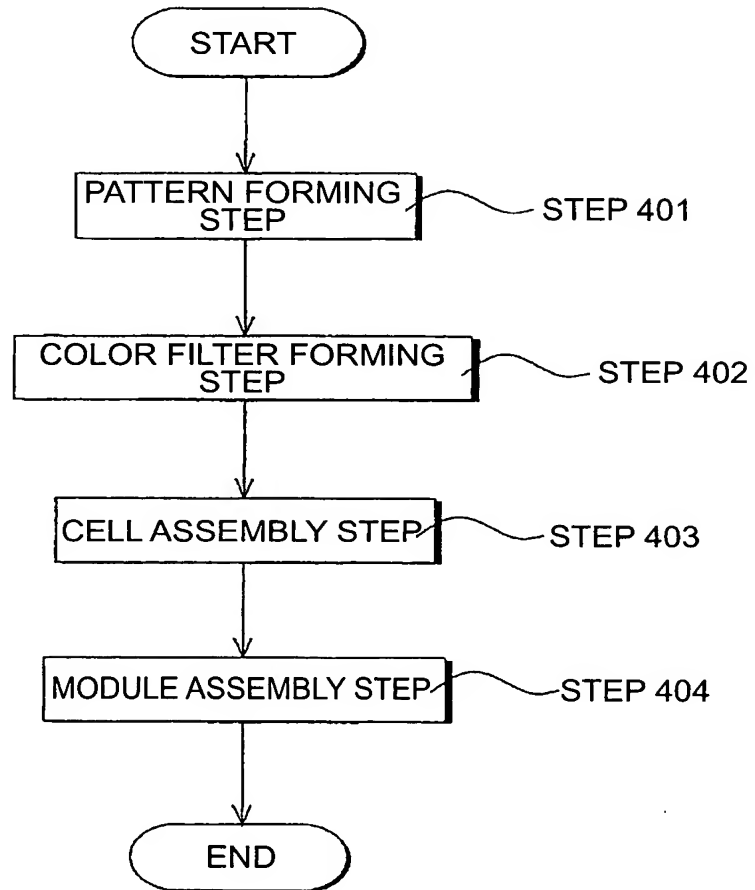 START
PATTERN FORMING
STEP
STEP 401
COLOR FILTER FORMING
STEP
STEP 402
CELL ASSEMBLY STEP
STEP 403
MODULE ASSEMBLY STEP
STEP 404
END